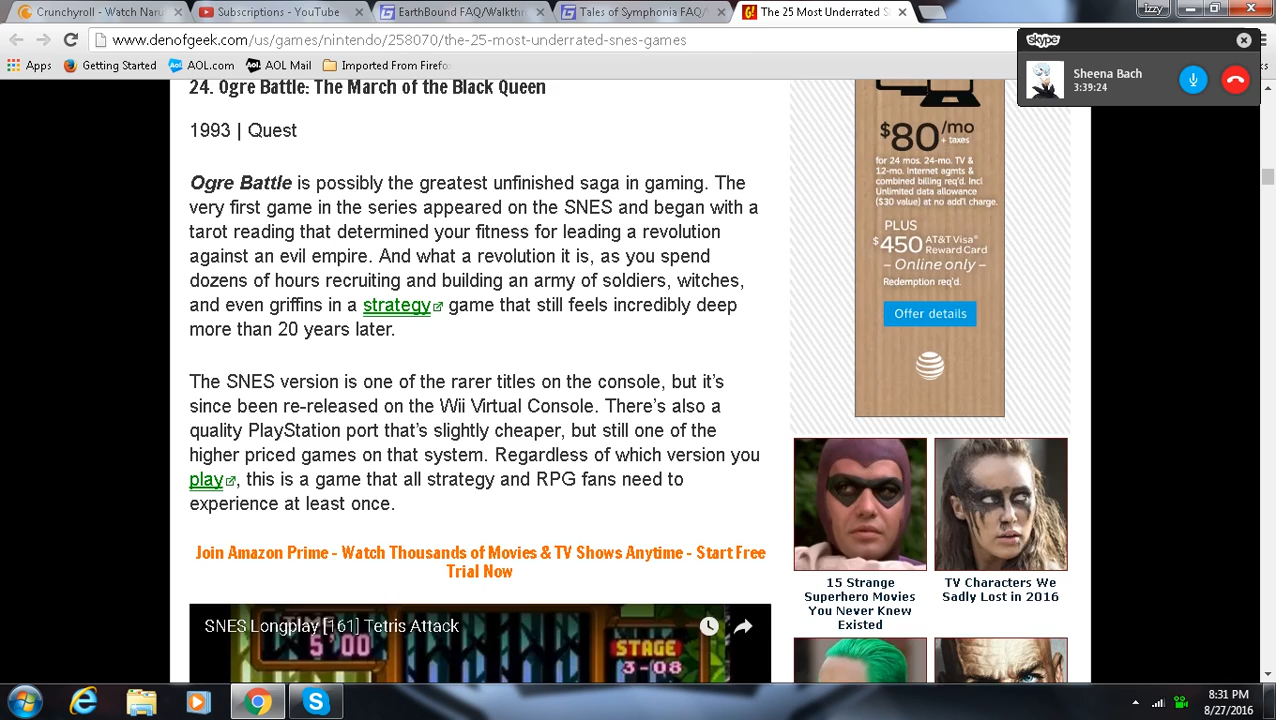 Crunchyroll - Watch Naru
Subscriptions - YouTube
EarthBound FAQ/Walkthrou
Tales of Symphonia FAQ/
The 25 Most Underrated S
Izzy
www.denofgeek.com/us/games/nintendo/258070/the-25-most-underrated-snes-games
Apps
Getting Started
AOL.com
Aol.
AOL Mail
Imported From Firefo
skype
Sheena Bach
3:39:24
24. Ogre Battle: The March of the Black Queen
1993 | Quest
Ogre Battle is possibly the greatest unfinished saga in gaming. The
very first game in the series appeared on the SNES and began with a
tarot reading that determined your fitness for leading a revolution
against an evil empire. And what a revolution it is, as you spend
dozens of hours recruiting and building an army of soldiers, witches,
and even griffins in a strategy game that still feels incredibly deep
more than 20 years later.
The SNES version is one of the rarer titles on the console, but it's
since been re-released on the Wii Virtual Console. There's also a
quality PlayStation port that's slightly cheaper, but still one of the
higher priced games on that system. Regardless of which version you
play, this is a game that all strategy and RPG fans need to
experience at least once.
Join Amazon Prime - Watch Thousands of Movies & TV Shows Anytime - Start Free
Trial Now
SNES Longplay [161] Tetris Attack
5'00
STAGE
3-08
$80/mo
+ taxes
for 24 mos. 24-mo. TV &
12-mo. Internet agmts &
combined billing req'd. Incl
Unlimited data allowance
($30 value) at no add'l charge.
PLUS
$450 AT&T Visa®
Reward Card
– Online only –
Redemption req'd.
Offer details
15 Strange
Superhero Movies
You Never Knew
Existed
TV Characters We
Sadly Lost in 2016
8:31 PM
8/27/2016